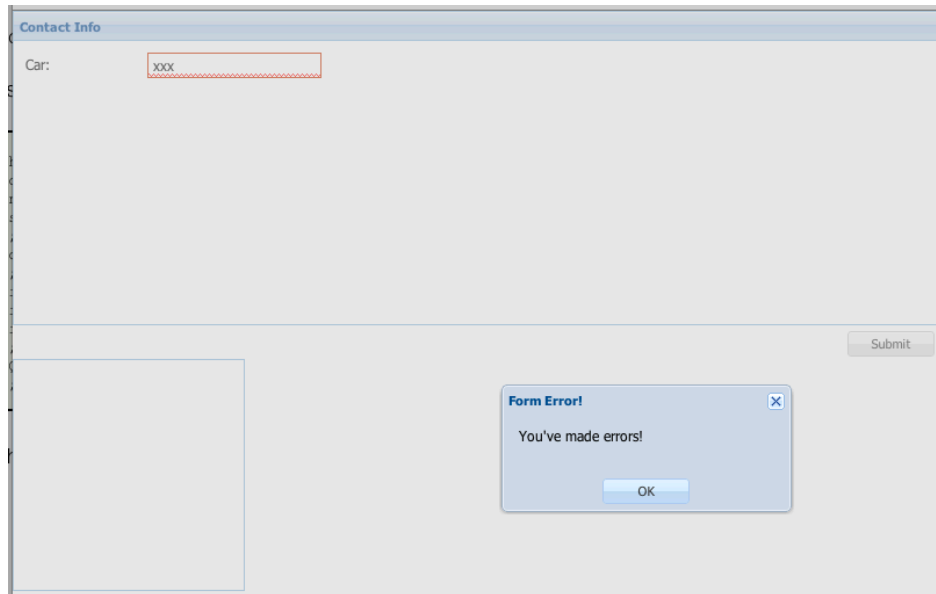 Contact Info
Car:
xxx
Submit
Form Error!
You've made errors!
OK